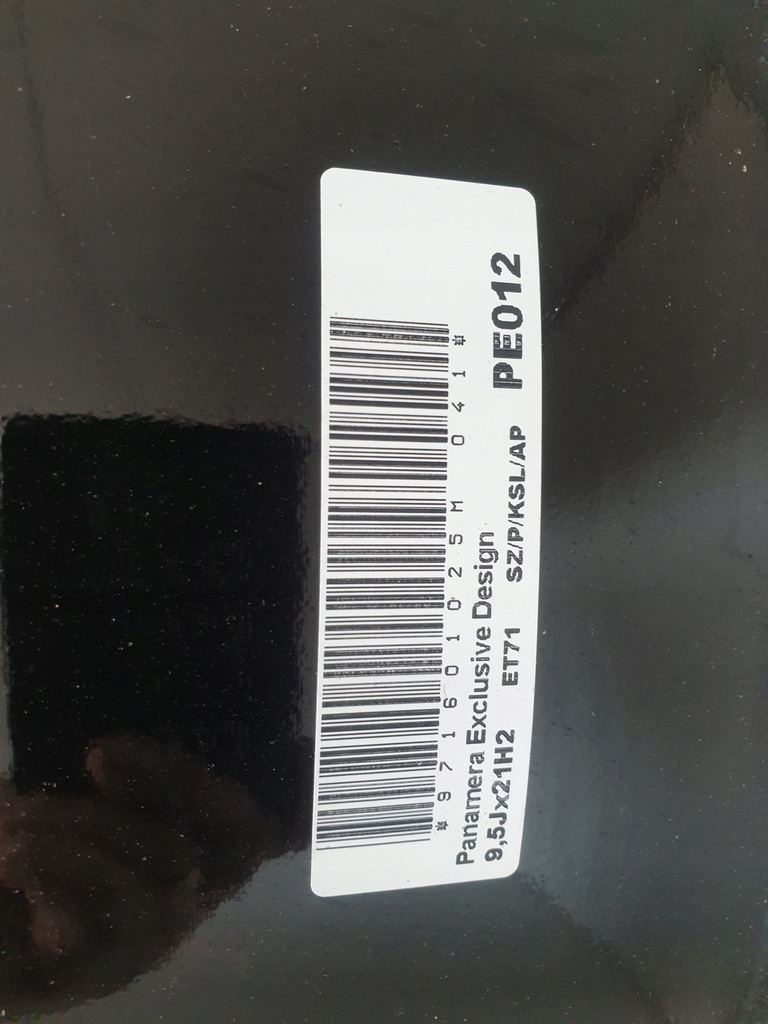 *971601025M 041*
Panamera Exclusive Design
9,5Jx21H2 ET71 SZ/P/KSL/AP PE012